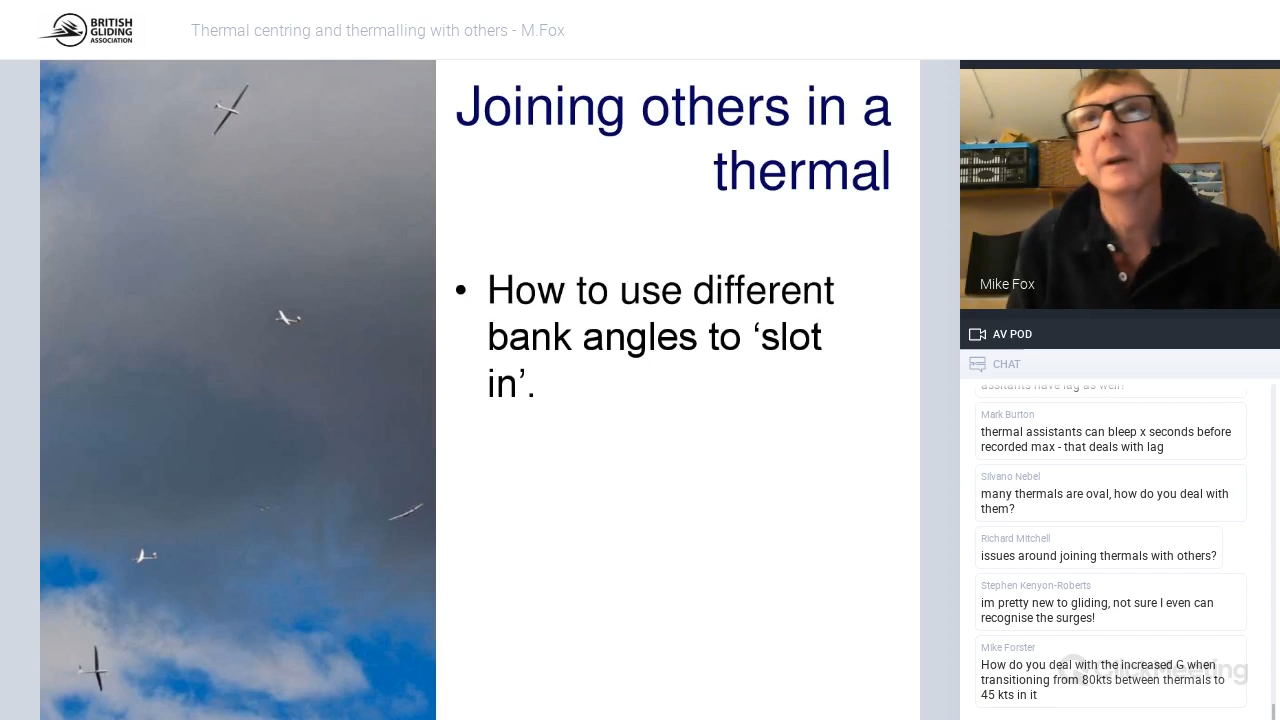 BRITISH
GLIDING
ASSOCIATION
Thermal centring and thermalling with others - M.Fox
Joining others in a
thermal
• How to use different
bank angles to ‘slot
in’.
Mike Fox
AV POD
CHAT
assitants have lag as well?
Mark Burton
thermal assistants can bleep x seconds before
recorded max - that deals with lag
Silvano Nebel
many thermals are oval, how do you deal with
them?
Richard Mitchell
issues around joining thermals with others?
Stephen Kenyon-Roberts
im pretty new to gliding, not sure I even can
recognise the surges!
Mike Forster
How do you deal with the increased G when
transitioning from 80kts between thermals to
45 kts in it